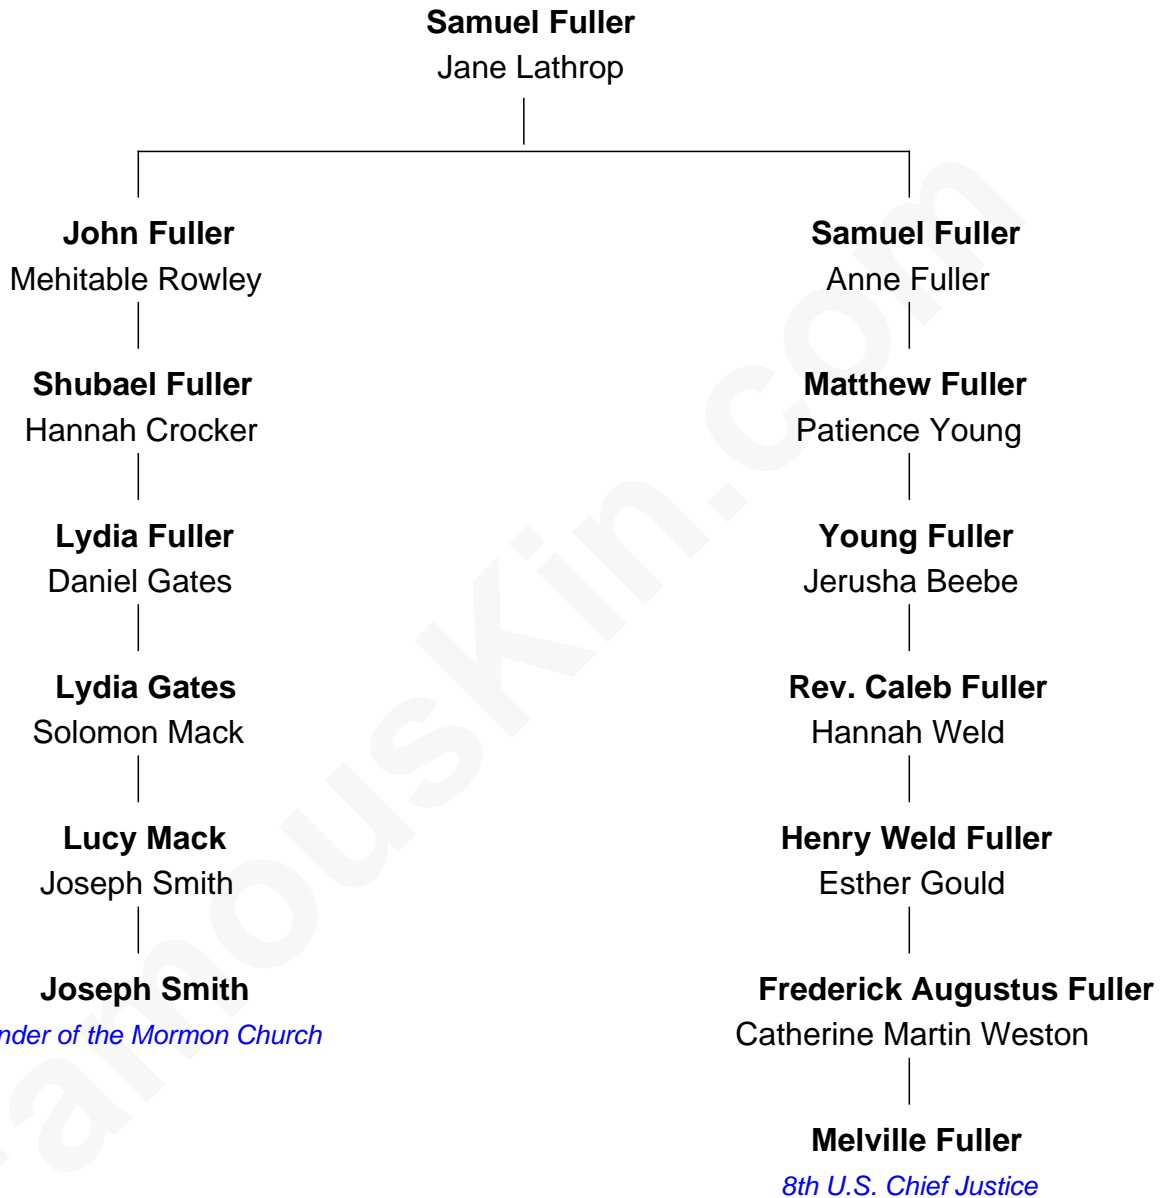 Samuel Fuller
Jane Lathrop
John Fuller
Mehitable Rowley
Shubael Fuller
Hannah Crocker
Lydia Fuller
Daniel Gates
Lydia Gates
Solomon Mack
Lucy Mack
Joseph Smith
Joseph Smith
nder of the Mormon Church
Samuel Fuller
Anne Fuller
Matthew Fuller
Patience Young
Young Fuller
Jerusha Beebe
Rev. Caleb Fuller
Hannah Weld
Henry Weld Fuller
Esther Gould
Frederick Augustus Fuller
Catherine Martin Weston
Melville Fuller
8th U.S. Chief Justice
amousKin.com